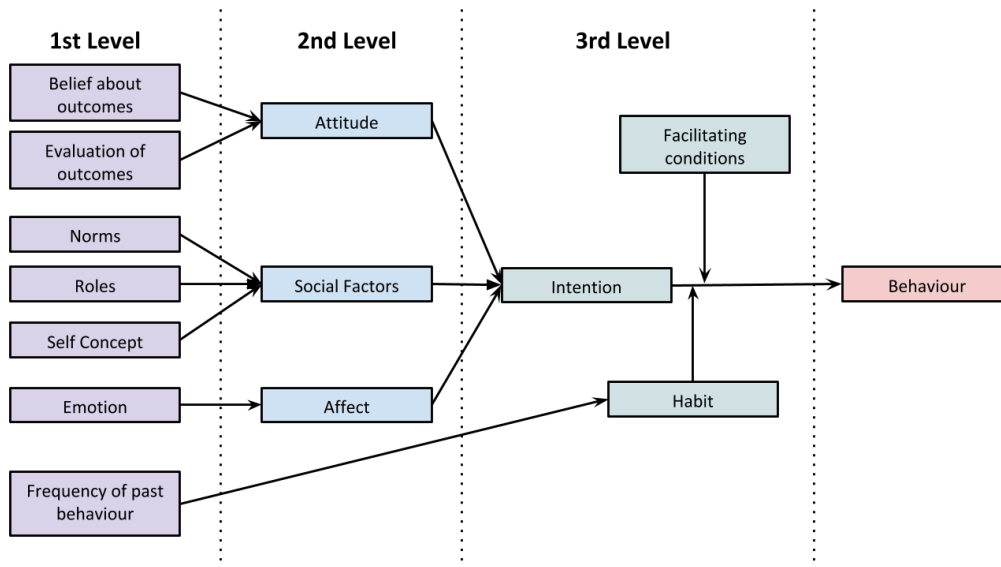 1st Level
2nd Level
3rd Level
Belief about
outcomes
Evaluation of
outcomes
Norms
Roles
Self Concept
Emotion
Frequency of past
behaviour
Attitude
Social Factors
Affect
Facilitating
conditions
Intention
Habit
Behaviour